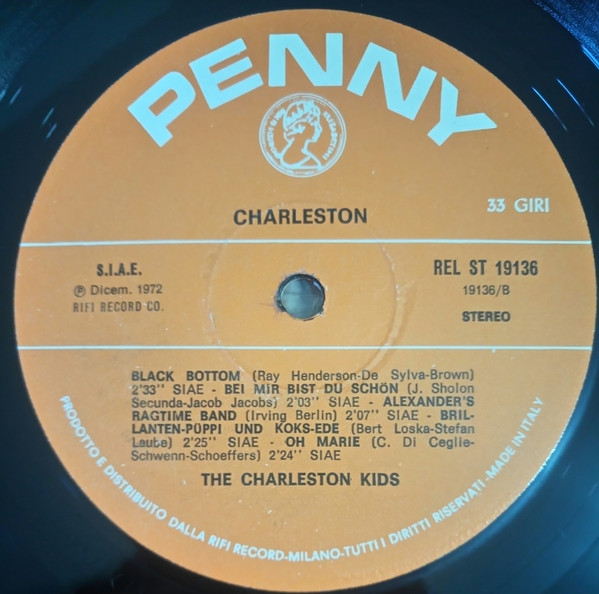 PENNY
CHARLESTON
33 GIRI
S.I.A.E.
℗ Dicem. 1972
RIFI RECORD CO.
REL ST 19136
19136/B
STEREO
BLACK BOTTOM (Ray Henderson-De Sylva-Brown)
2'33'' SIAE - BEI MIR BIST DU SCHÖN (J. Sholon
Secunda-Jacob Jacobs) 2'03'' SIAE - ALEXANDER'S
RAGTIME BAND (Irving Berlin) 2'07'' SIAE - BRIL-
LANTEN-PÜPPI UND KOKS-EDE (Bert Loska-Stefan
Laute) 2'25'' SIAE - OH MARIE (C. Di Ceglie-
Schwenn-Schoeffers) 2'24'' SIAE
THE CHARLESTON KIDS
PRODOTTO E DISTRIBUITO DALLA RIFI RECORD-MILANO-TUTTI I DIRITTI RISERVATI-MADE IN ITALY